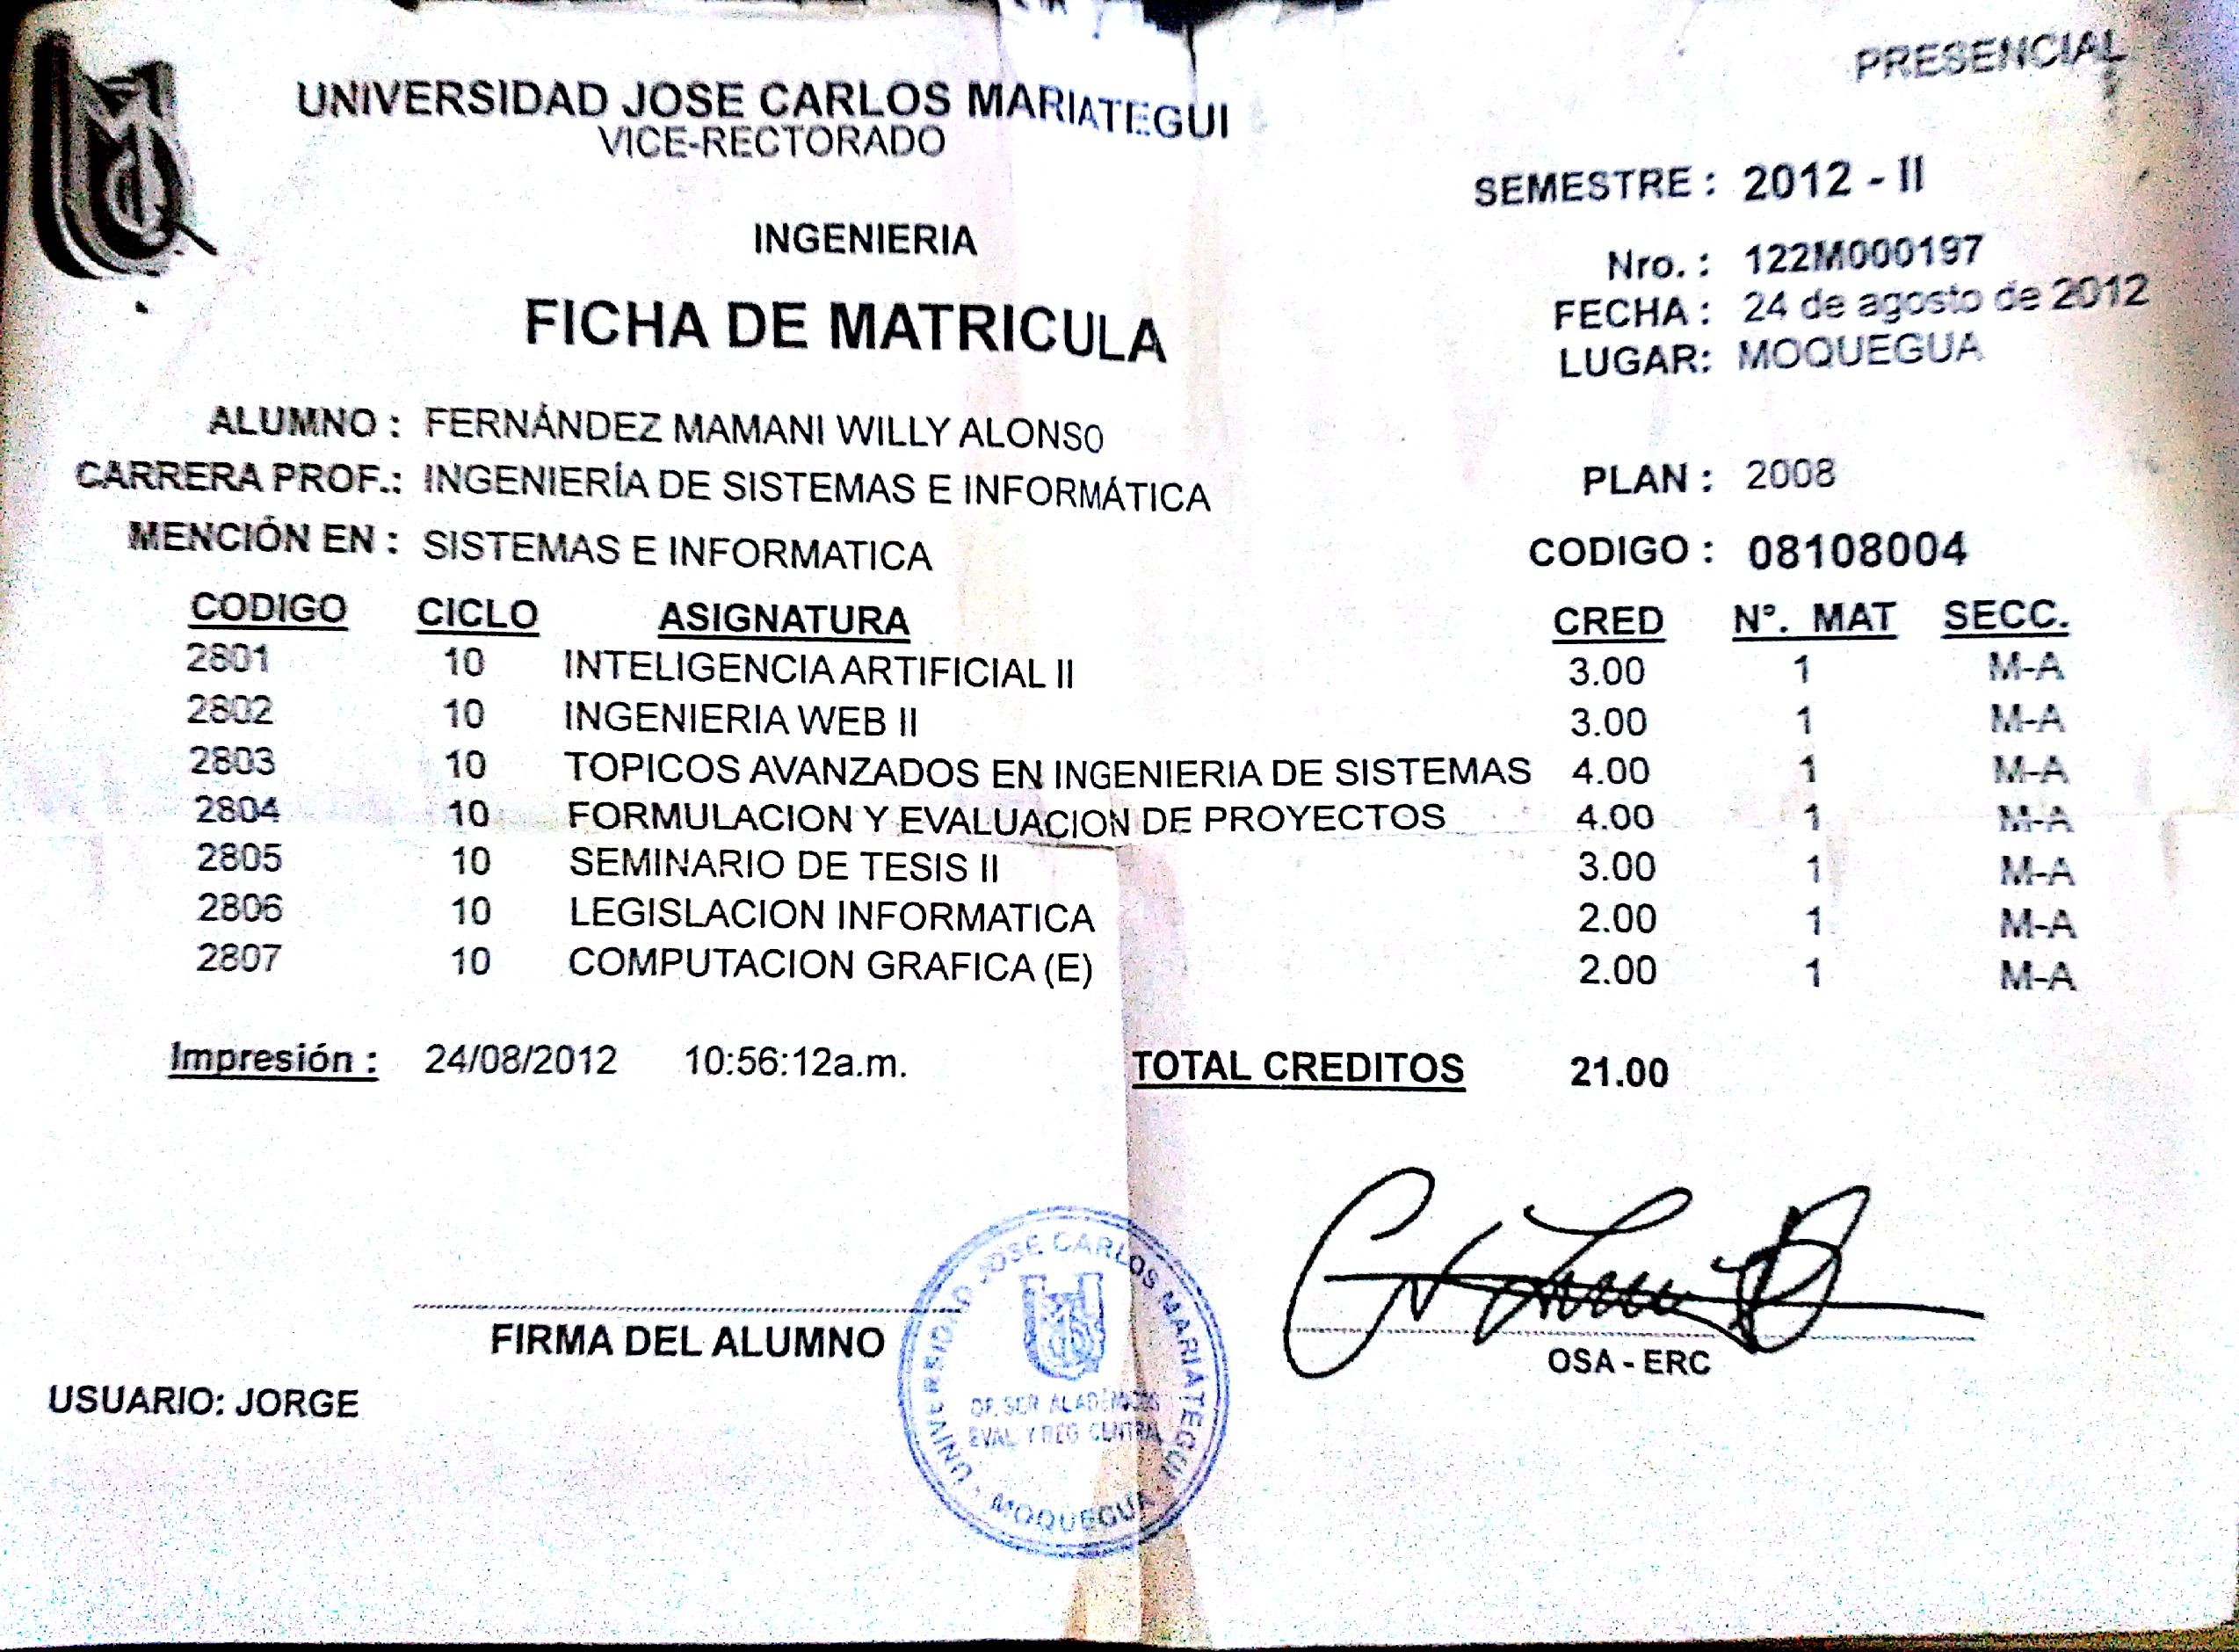 PRESENCIAL
UNIVERSIDAD JOSE CARLOS MARIATEGUI
VICE-RECTORADO
SEMESTRE : 2012 - II
INGENIERIA
Nro. : 122M000197
FICHA DE MATRICULA
FECHA : 24 de agosto de 2012
LUGAR: MOQUEGUA
ALUMNO : FERNÁNDEZ MAMANI WILLY ALONSO
CARRERA PROF.: INGENIERÍA DE SISTEMAS E INFORMÁTICA PLAN : 2008
MENCIÓN EN : SISTEMAS E INFORMATICA CODIGO : 08108004
CODIGO CICLO ASIGNATURA CRED Nº. MAT SECC.
2801 10 INTELIGENCIA ARTIFICIAL II 3.00 1 M-A
2802 10 INGENIERIA WEB II 3.00 1 M-A
2803 10 TOPICOS AVANZADOS EN INGENIERIA DE SISTEMAS 4.00 1 M-A
2804 10 FORMULACION Y EVALUACION DE PROYECTOS 4.00 1 M-A
2805 10 SEMINARIO DE TESIS II 3.00 1 M-A
2806 10 LEGISLACION INFORMATICA 2.00 1 M-A
2807 10 COMPUTACION GRAFICA (E) 2.00 1 M-A
Impresión : 24/08/2012 10:56:12a.m. TOTAL CREDITOS 21.00
FIRMA DEL ALUMNO
OSA - ERC
USUARIO: JORGE
UNIVERSIDAD JOSE CARLOS MARIATEGUI
OF. SER ACADEMICOS
EVAL. Y REG CENTRAL
MOQUEGUA